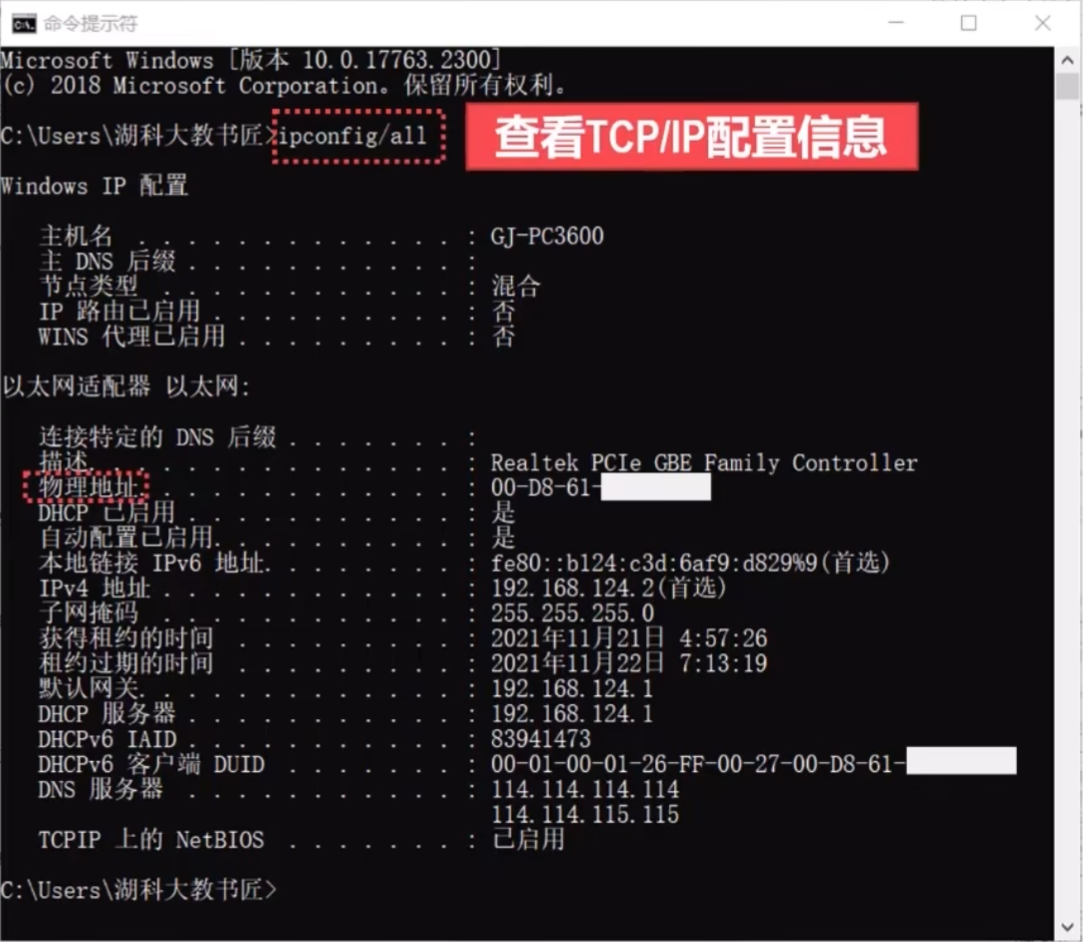 命令提示符
Microsoft Windows [版本 10.0.17763.2300]
(c) 2018 Microsoft Corporation。保留所有权利。
C:\Users\湖科大教书匠>ipconfig/all
查看TCP/IP配置信息
Windows IP 配置
主机名 . . . . . . . . . . . . . : GJ-PC3600
主 DNS 后缀 . . . . . . . . . . . :
节点类型 . . . . . . . . . . . . : 混合
IP 路由已启用 . . . . . . . . . . : 否
WINS 代理已启用 . . . . . . . . . : 否
以太网适配器 以太网:
连接特定的 DNS 后缀 . . . . . . . :
描述. . . . . . . . . . . . . . . : Realtek PCIe GBE Family Controller
物理地址. . . . . . . . . . . . . : 00-D8-61-
DHCP 已启用 . . . . . . . . . . . : 是
自动配置已启用. . . . . . . . . . : 是
本地链接 IPv6 地址. . . . . . . . : fe80::b124:c3d:6af9:d829%9(首选)
IPv4 地址 . . . . . . . . . . . . : 192.168.124.2(首选)
子网掩码 . . . . . . . . . . . . : 255.255.255.0
获得租约的时间 . . . . . . . . . : 2021年11月21日 4:57:26
租约过期的时间 . . . . . . . . . : 2021年11月22日 7:13:19
默认网关. . . . . . . . . . . . . : 192.168.124.1
DHCP 服务器 . . . . . . . . . . . : 192.168.124.1
DHCPv6 IAID . . . . . . . . . . . : 83941473
DHCPv6 客户端 DUID . . . . . . . : 00-01-00-01-26-FF-00-27-00-D8-61-
DNS 服务器 . . . . . . . . . . . : 114.114.114.114
114.114.115.115
TCPIP 上的 NetBIOS . . . . . . . : 已启用
C:\Users\湖科大教书匠>